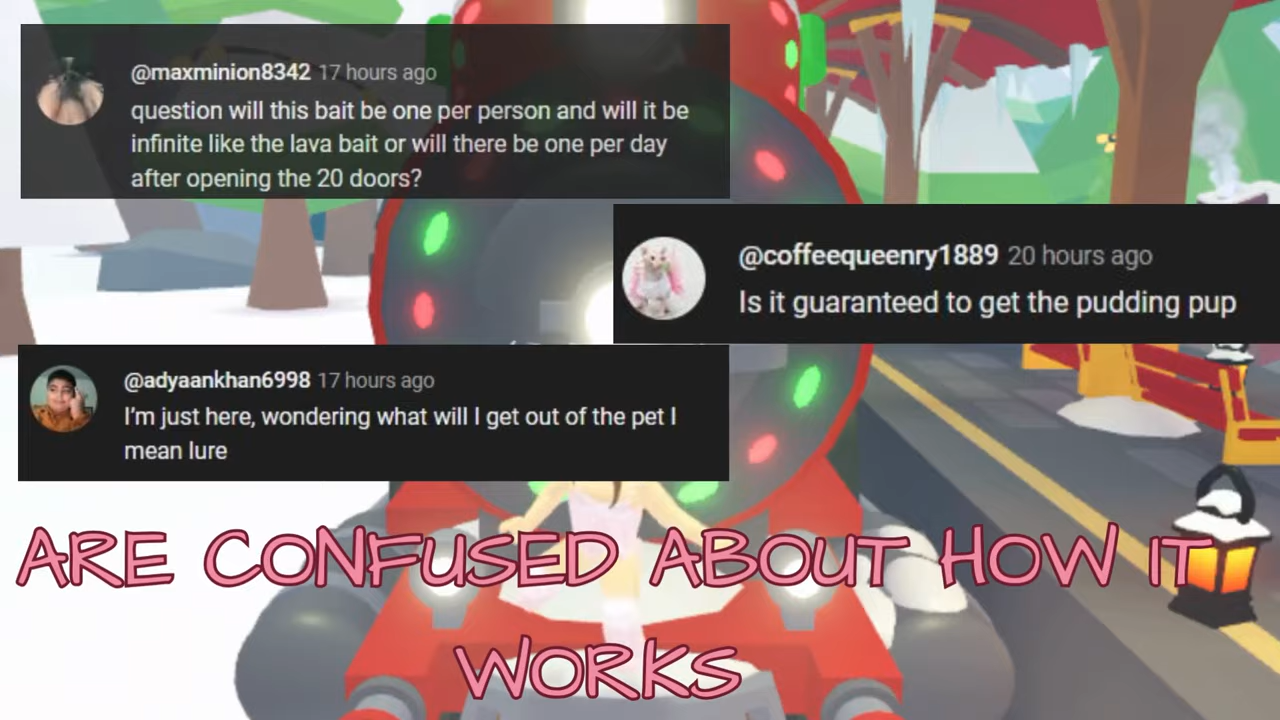 @maxminion8342 17 hours ago
question will this bait be one per person and will it be
infinite like the lava bait or will there be one per day
after opening the 20 doors?
@coffeequeenry1889 20 hours ago
Is it guaranteed to get the pudding pup
@adyaankhan6998 17 hours ago
I'm just here, wondering what will I get out of the pet I
mean lure
ARE CONFUSED ABOUT HOW IT
WORKS